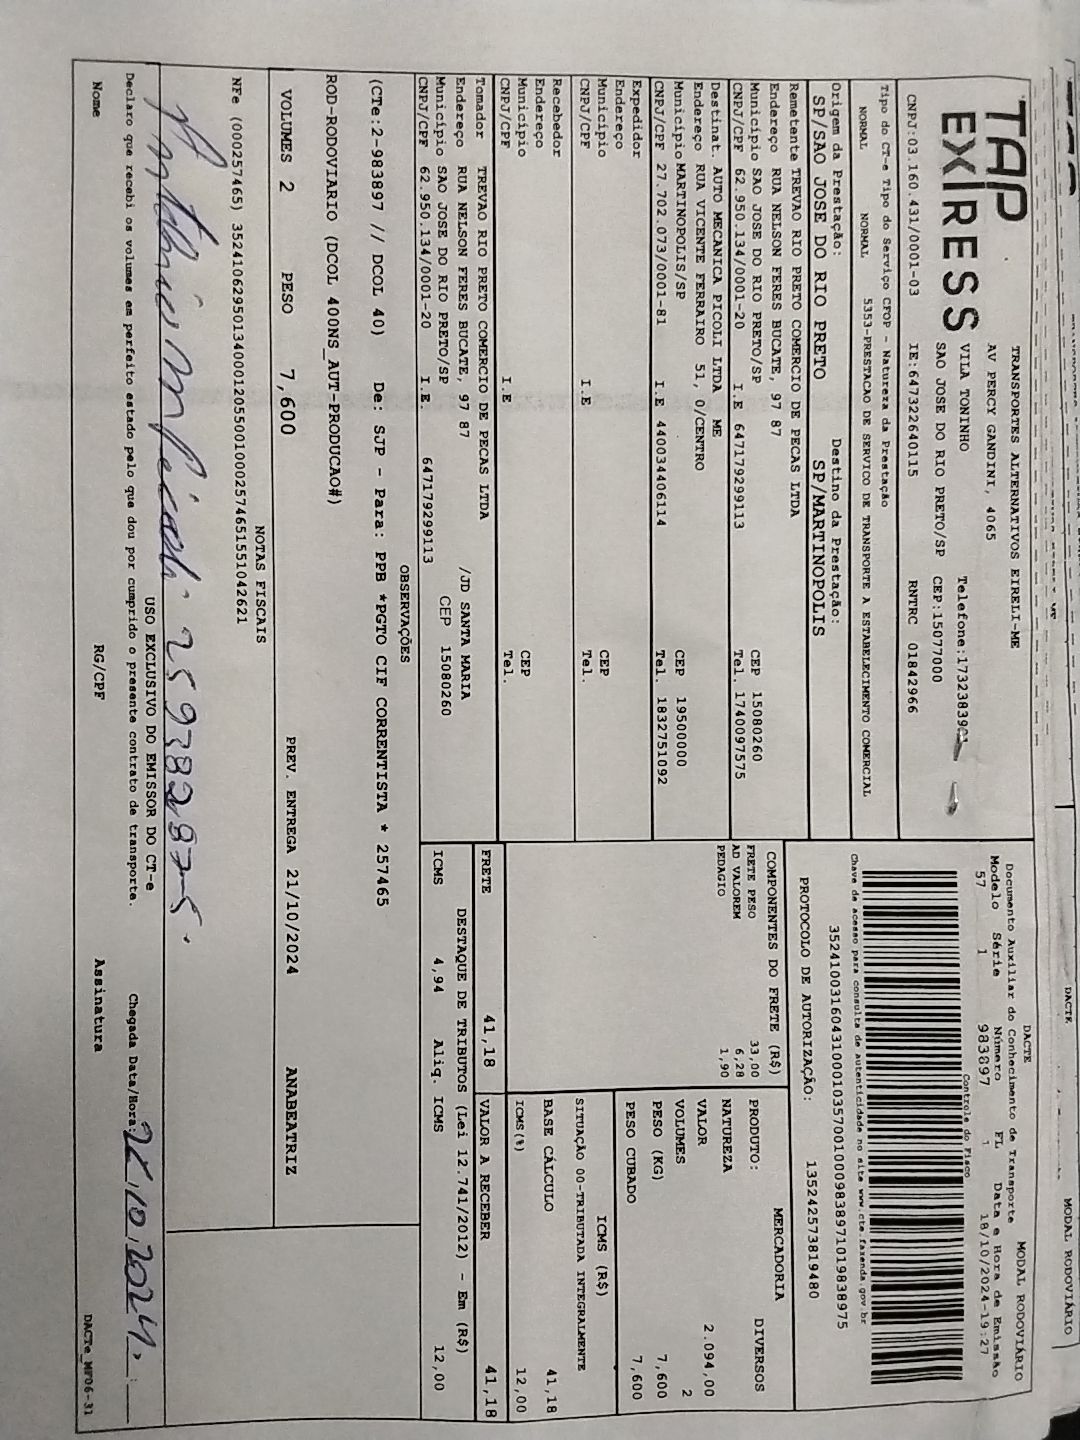 TAP
EXPRESS
TRANSPORTES ALTERNATIVOS EIRELI-ME
AV PERCY GANDINI, 4065
VILA TONINHO
SAO JOSE DO RIO PRETO/SP CEP:15077000
CNPJ:03.160.431/0001-03 IE:647322640115 RNTRC 01842966
Tipo do CT-e Tipo do Serviço CFOP - Natureza da Prestação
NORMAL NORMAL 5353-PRESTACAO DE SERVICO DE TRANSPORTE A ESTABELECIMENTO COMERCIAL
Origem da Prestação: Destino da Prestação:
SP/SAO JOSE DO RIO PRETO SP/MARTINOPOLIS
Remetente TREVAO RIO PRETO COMERCIO DE PECAS LTDA
Endereço RUA NELSON FERES BUCATE, 97 87
Município SAO JOSE DO RIO PRETO/SP CEP 15080260
CNPJ/CPF 62.950.134/0001-20 I.E 647179299113 Tel. 1740097575
Destinat. AUTO MECANICA PICOLI LTDA ME
Endereço RUA VICENTE FERRAIRO 51, 0/CENTRO
Município MARTINOPOLIS/SP CEP 19500000
CNPJ/CPF 27.702.073/0001-81 I.E 440034406114 Tel. 1832751092
Expedidor
Endereço
Município CEP
CNPJ/CPF I.E Tel.
Recebedor
Endereço
Município CEP
CNPJ/CPF I.E Tel.
Tomador TREVAO RIO PRETO COMERCIO DE PECAS LTDA
Endereço RUA NELSON FERES BUCATE, 97 87 /JD SANTA MARIA
Município SAO JOSE DO RIO PRETO/SP CEP 15080260
CNPJ/CPF 62.950.134/0001-20 I.E. 647179299113
DACTE
Documento Auxiliar do Conhecimento de Transporte MODAL RODOVIÁRIO
Modelo Série Número FL Data e Hora de Emissão
57 1 983897 1 18/10/2024-19:27
Controle do Fisco
Chave de acesso para consulta de autenticidade no site www.cte.fazenda.gov.br
35241003160431000103570010009838971019838975
PROTOCOLO DE AUTORIZAÇÃO: 135242573819480
COMPONENTES DO FRETE (R$)
FRETE PESO 33,00
AD VALOREM 6,28
PEDAGIO 1,90
MERCADORIA
PRODUTO: DIVERSOS
NATUREZA
VALOR 2.094,00
VOLUMES 2
PESO (KG) 7,600
PESO CUBADO 7,600
ICMS (R$)
SITUAÇÃO 00-TRIBUTADA INTEGRALMENTE
BASE CÁLCULO 41,18
ICMS(%) 12,00
FRETE 41,18 VALOR A RECEBER 41,18
DESTAQUE DE TRIBUTOS (Lei 12.741/2012) - Em (R$)
ICMS 4,94 Aliq. ICMS 12,00
OBSERVAÇÕES
(CTe:2-983897 // DCOL 40) De: SJP - Para: PPB *PGTO CIF CORRENTISTA * 257465
ROD-RODOVIARIO (DCOL 400NS_AUT-PRODUCAO#)
VOLUMES 2 PESO 7,600 PREV. ENTREGA 21/10/2024 ANABEATRIZ
NOTAS FISCAIS
NFe (000257465) 352410629501340001205500110002574651551042621
USO EXCLUSIVO DO EMISSOR DO CT-e
Declaro que recebi os volumes em perfeito estado pelo que dou por cumprido o presente contrato de transporte. Chegada Data/Hora:
Nome RG/CPF Assinatura DACTe_MF06-31
DACTE MODAL RODOVIÁRIO